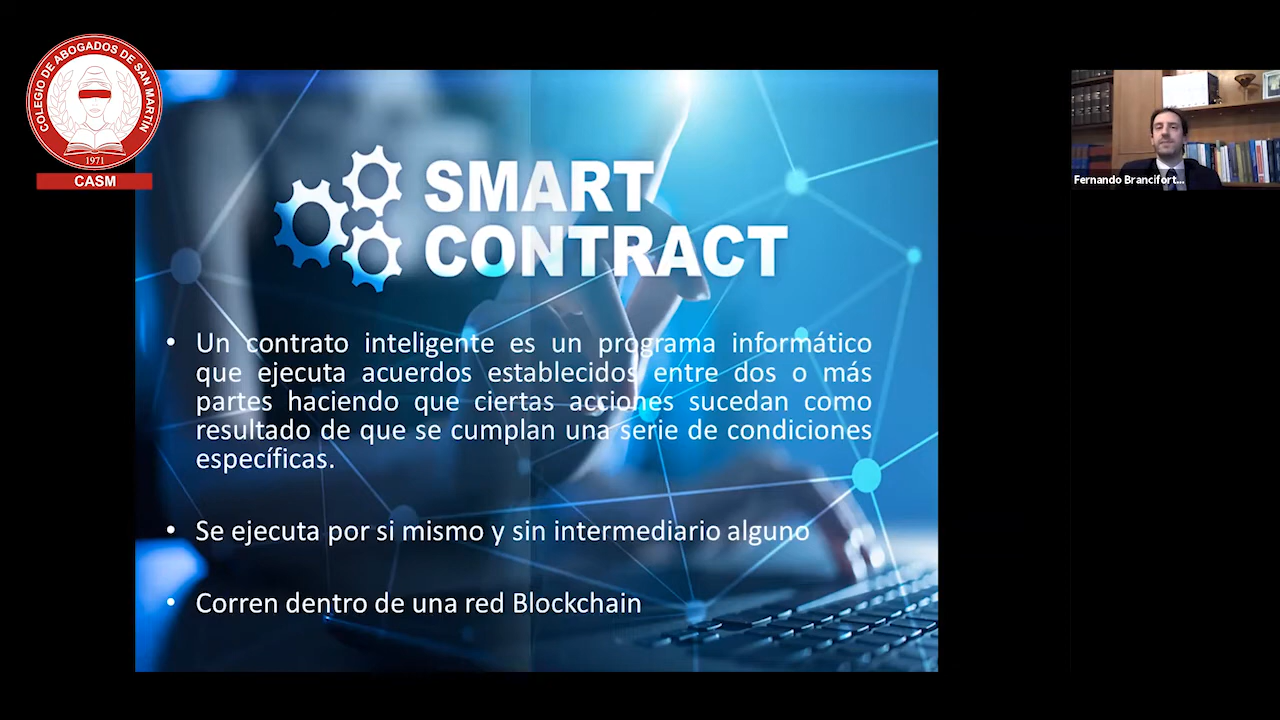 COLEGIO DE ABOGADOS DE SAN MARTÍN
1971
CASM
SMART
CONTRACT
• Un contrato inteligente es un programa informático
que ejecuta acuerdos establecidos entre dos o más
partes haciendo que ciertas acciones sucedan como
resultado de que se cumplan una serie de condiciones
específicas.
• Se ejecuta por si mismo y sin intermediario alguno
• Corren dentro de una red Blockchain
Fernando Brancifort...